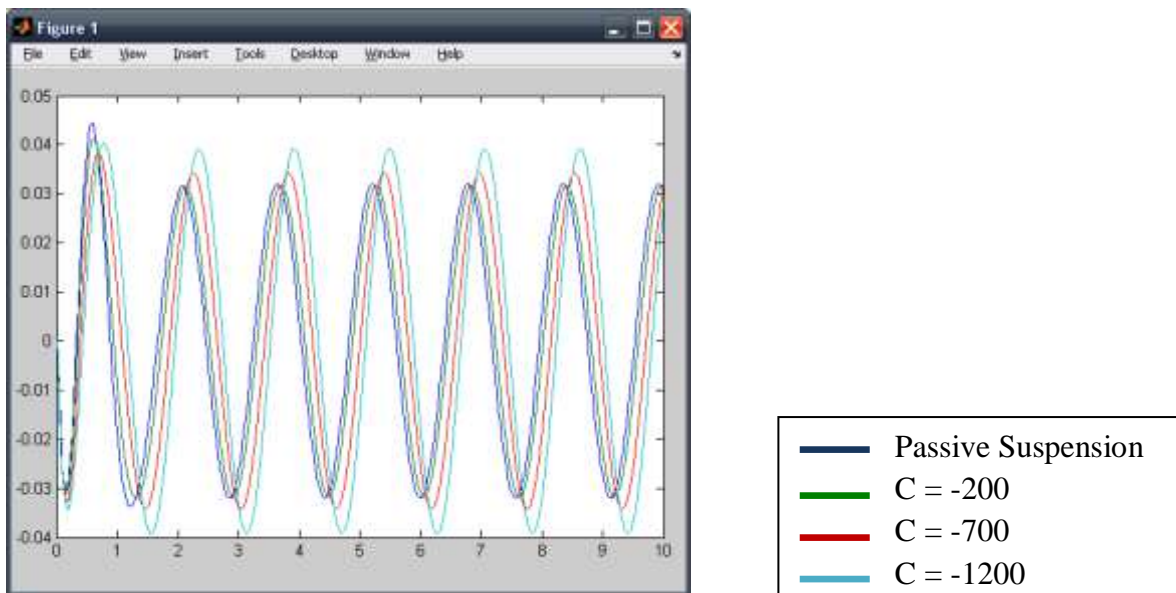 Figure 1
File Edit View Insert Tools Desktop Window Help
0.05
0.04
0.03
0.02
0.01
0
-0.01
-0.02
-0.03
-0.04
0 1 2 3 4 5 6 7 8 9 10
Passive Suspension
C = -200
C = -700
C = -1200